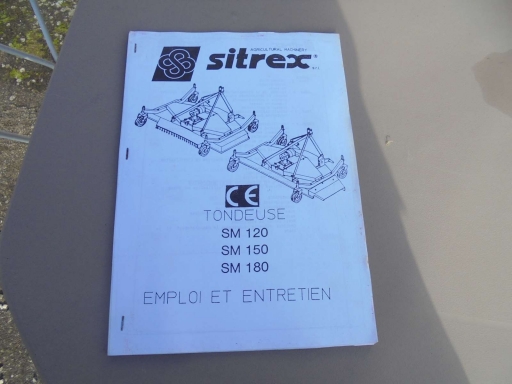 AGRICULTURAL MACHINERY
sitrex®
CE
TONDEUSE
SM 120
SM 150
SM 180
EMPLOI ET ENTRETIEN